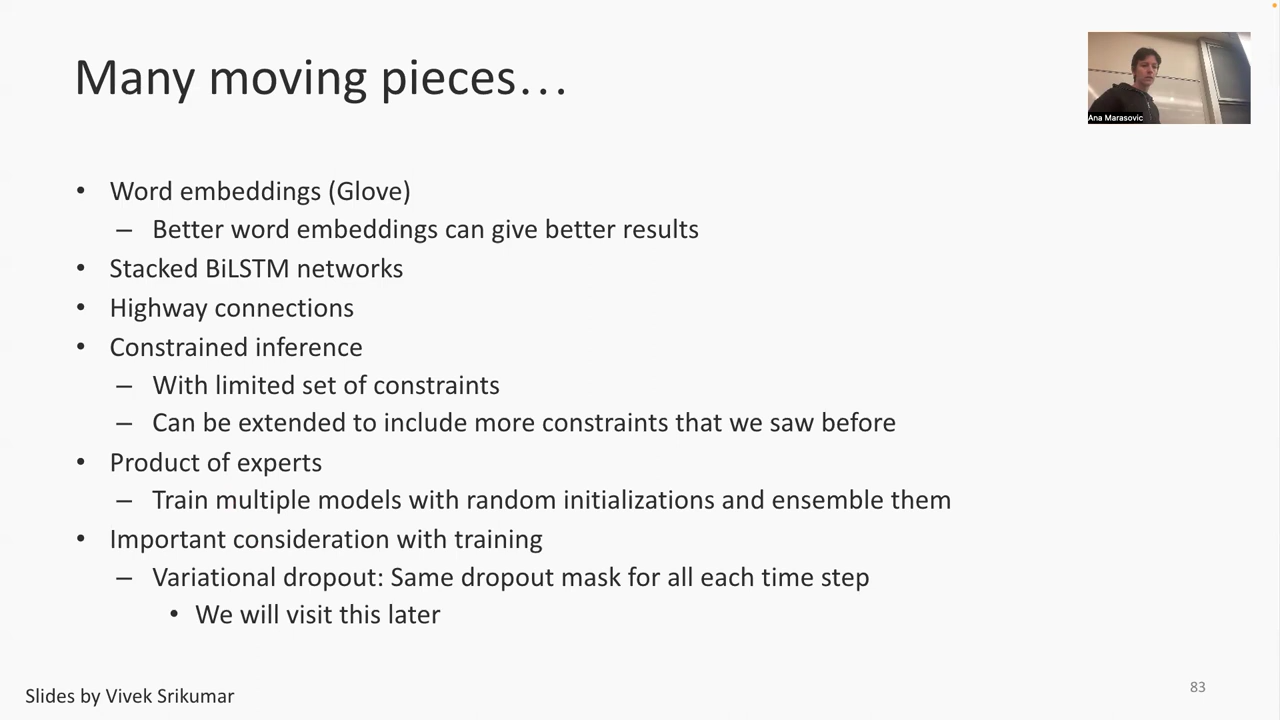 Many moving pieces…
Ana Marasovic
• Word embeddings (Glove)
– Better word embeddings can give better results
• Stacked BiLSTM networks
• Highway connections
• Constrained inference
– With limited set of constraints
– Can be extended to include more constraints that we saw before
• Product of experts
– Train multiple models with random initializations and ensemble them
• Important consideration with training
– Variational dropout: Same dropout mask for all each time step
• We will visit this later
Slides by Vivek Srikumar
83